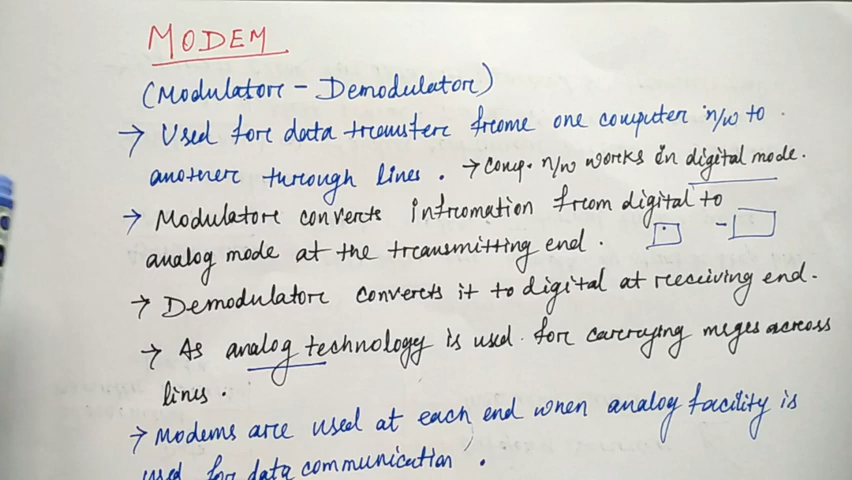 MODEM
(Modulator - Demodulator)
→ Used for data transfer from one computer n/w to
another through lines. → Comp. n/w works in digital mode.
→ Modulator converts information from digital to
analog mode at the transmitting end.
→ Demodulator converts it to digital at receiving end.
→ As analog technology is used for carrying msges across
lines.
→ Modems are used at each end when analog facility is
used for data communication.